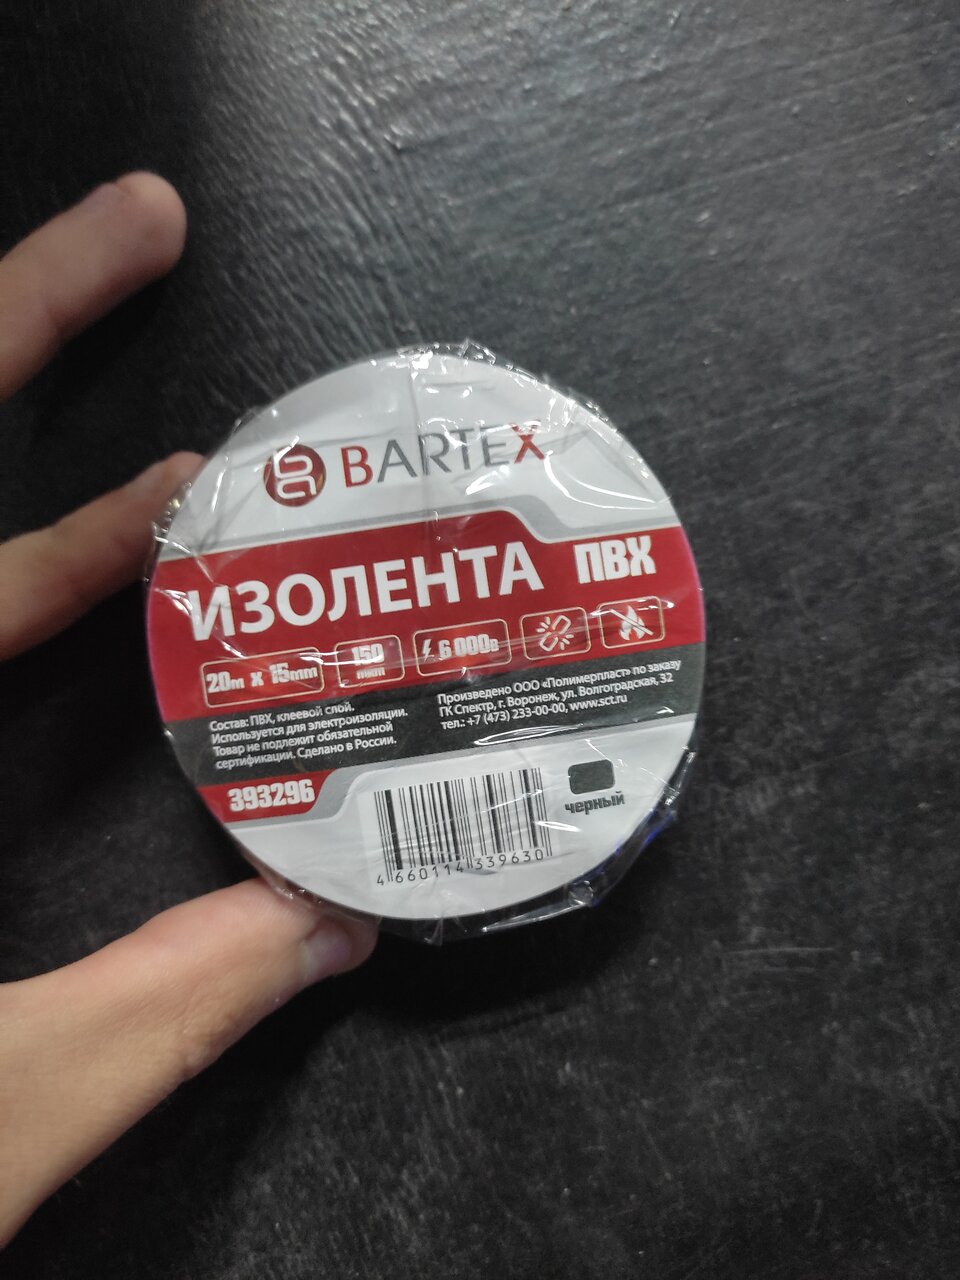 BARTEX
ИЗОЛЕНТА ПВХ
20м x 15mm 150 мкм 6 000в
Состав: ПВХ, клеевой слой.
Используется для электроизоляции.
Товар не подлежит обязательной
сертификации. Сделано в России.
Произведено ООО «Полимерпласт» по заказу
ГК Спектр, г. Воронеж, ул. Волгоградская, 32
тел.: +7 (473) 233-00-00, www.sct.ru
393296
черный
4 660114 339630